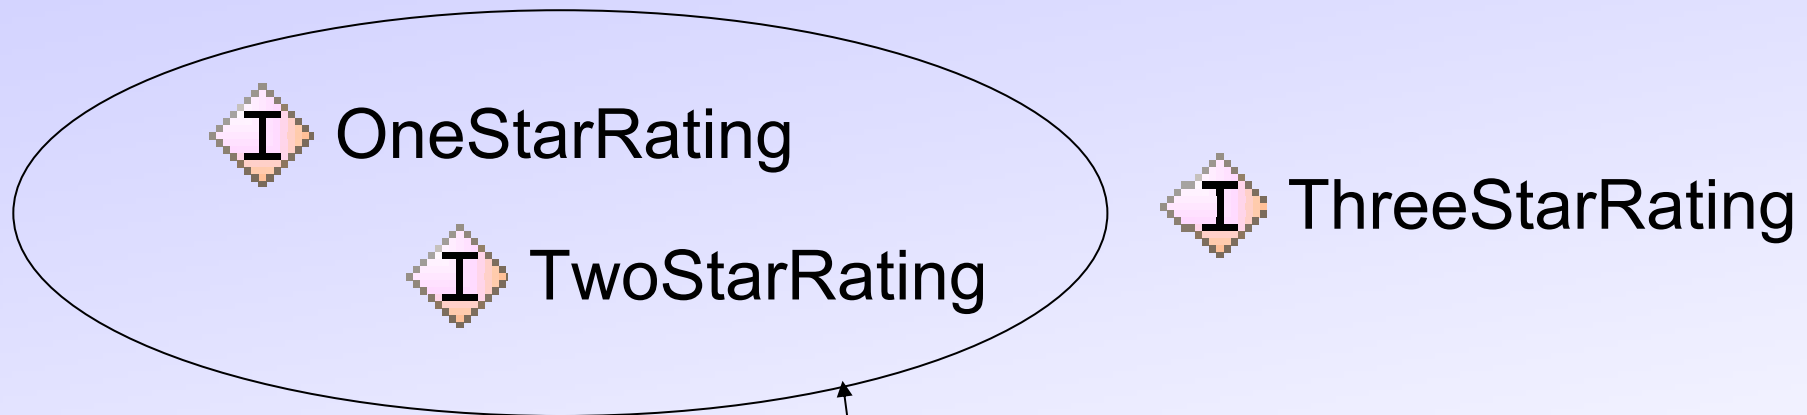 I OneStarRating
I ThreeStarRating
I TwoStarRating